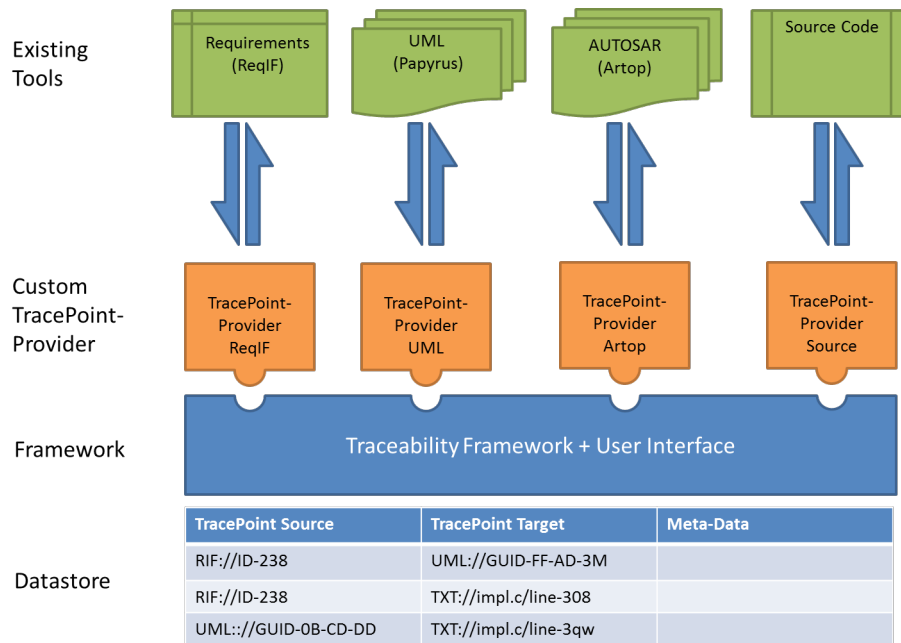 Existing
Tools
Requirements
(ReqIF)
UML
(Papyrus)
AUTOSAR
(Artop)
Source Code
Custom
TracePoint-
Provider
TracePoint-
Provider
ReqIF
TracePoint-
Provider
UML
TracePoint-
Provider
Artop
TracePoint-
Provider
Source
Framework
Traceability Framework + User Interface
Datastore
TracePoint Source TracePoint Target Meta-Data
RIF://ID-238 UML://GUID-FF-AD-3M
RIF://ID-238 TXT://impl.c/line-308
UML:://GUID-0B-CD-DD TXT://impl.c/line-3qw